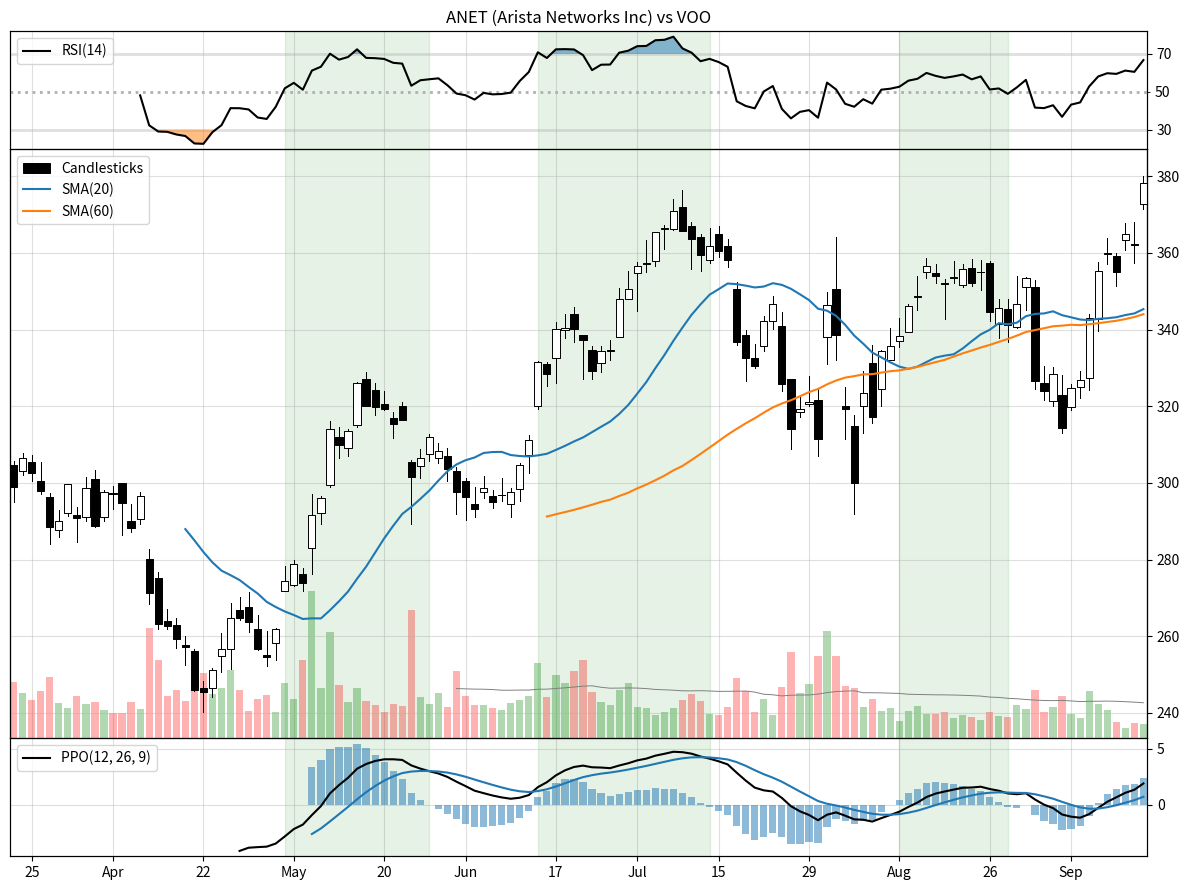 ANET (Arista Networks Inc) vs VOO
RSI(14)
70
50
30
Candlesticks
SMA(20)
SMA(60)
380
360
340
320
300
280
260
240
PPO(12, 26, 9)
5
0
25 Apr 22 May 20 Jun 17 Jul 15 29 Aug 26 Sep